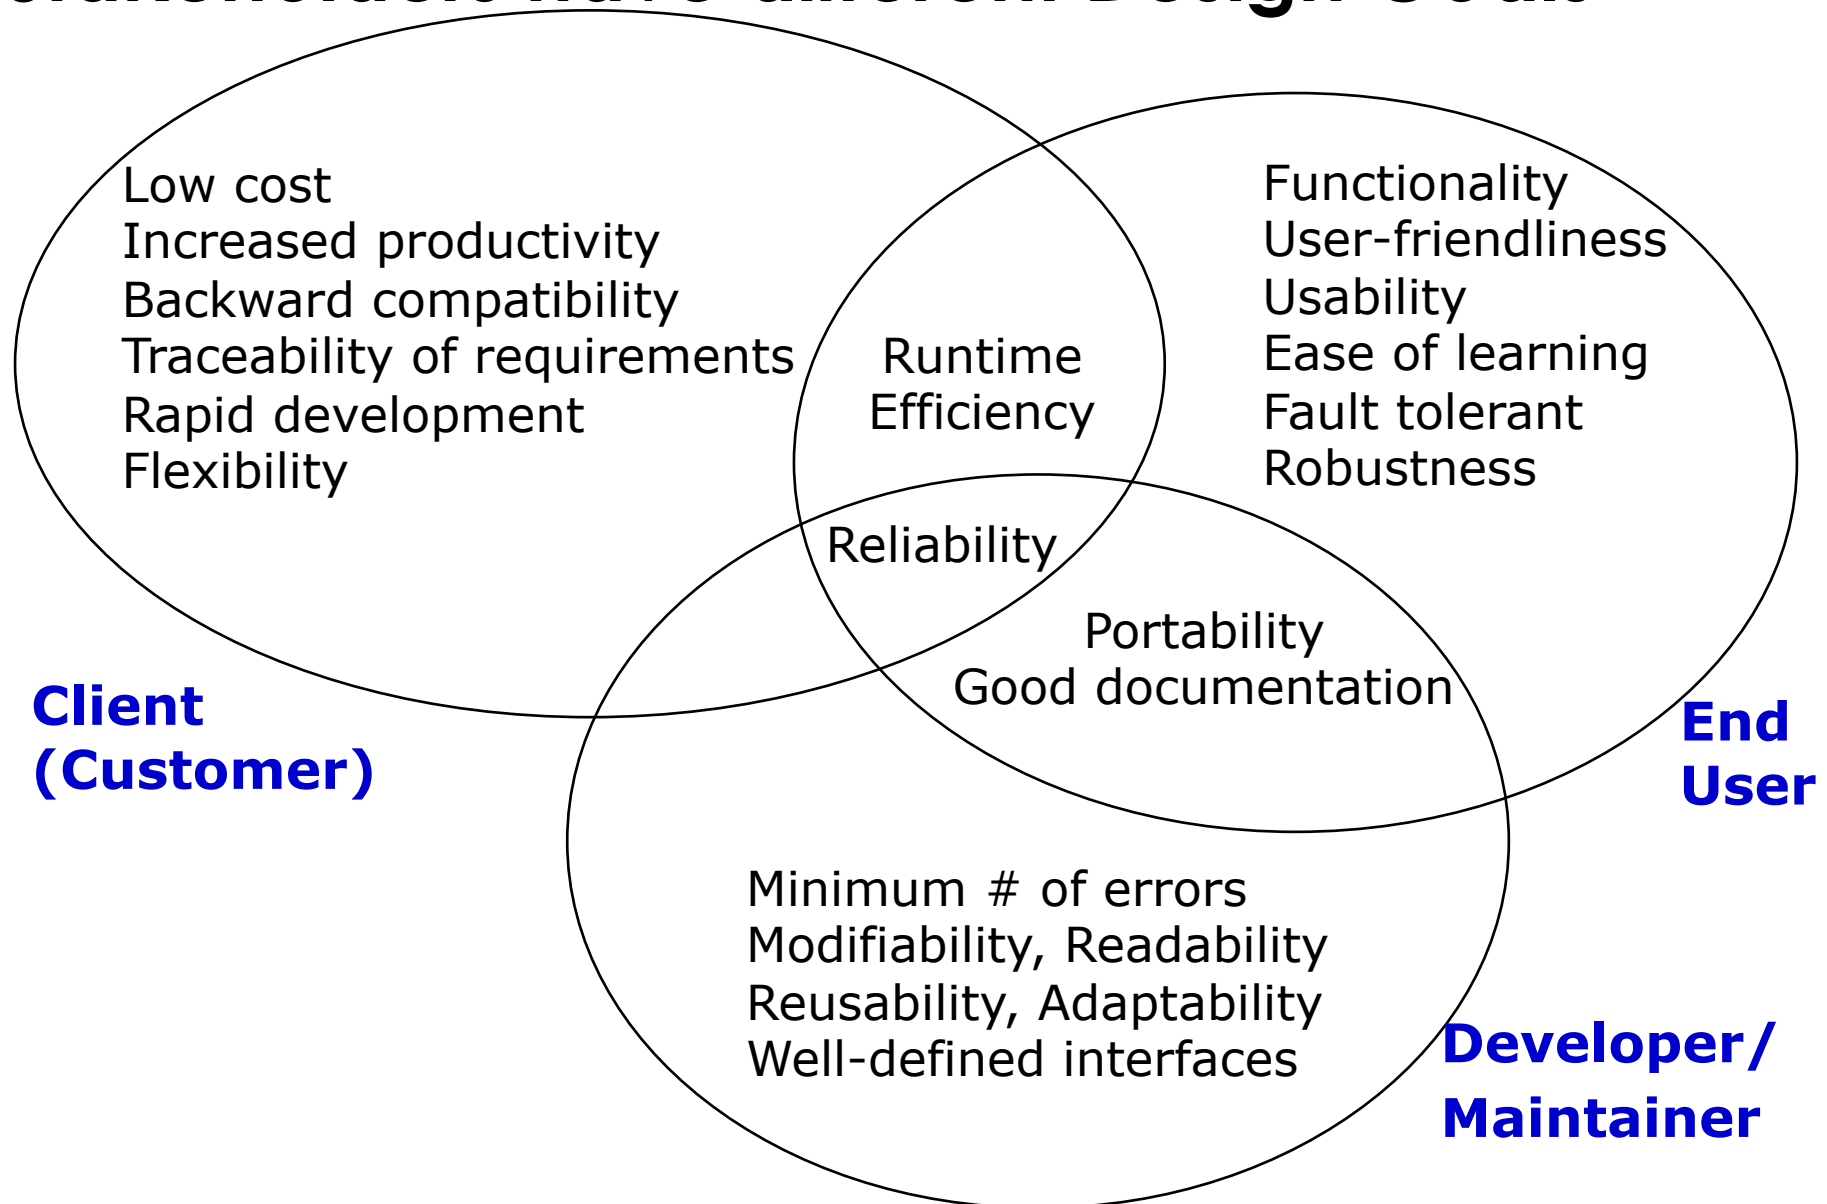 Low cost
Increased productivity
Backward compatibility
Traceability of requirements
Rapid development
Flexibility
Runtime
Efficiency
Functionality
User-friendliness
Usability
Ease of learning
Fault tolerant
Robustness
Reliability
Portability
Good documentation
Client
(Customer)
End
User
Minimum # of errors
Modifiability, Readability
Reusability, Adaptability
Well-defined interfaces
Developer/
Maintainer